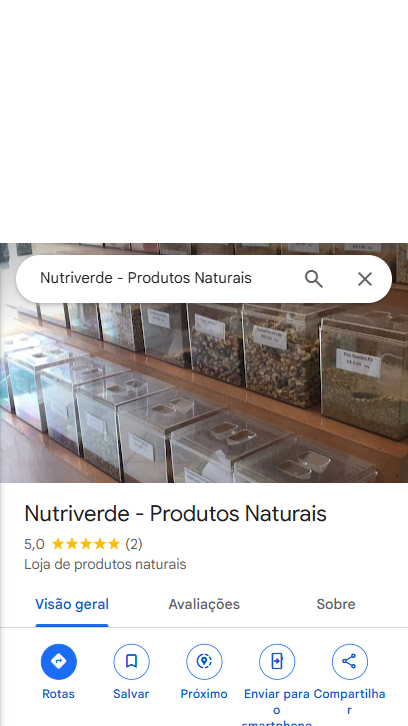 Nutriverde - Produtos Naturais
Nutriverde - Produtos Naturais
5,0 ★★★★★ (2)
Loja de produtos naturais
Visão geral Avaliações Sobre
Rotas Salvar Próximo Enviar para o smartphone Compartilhar